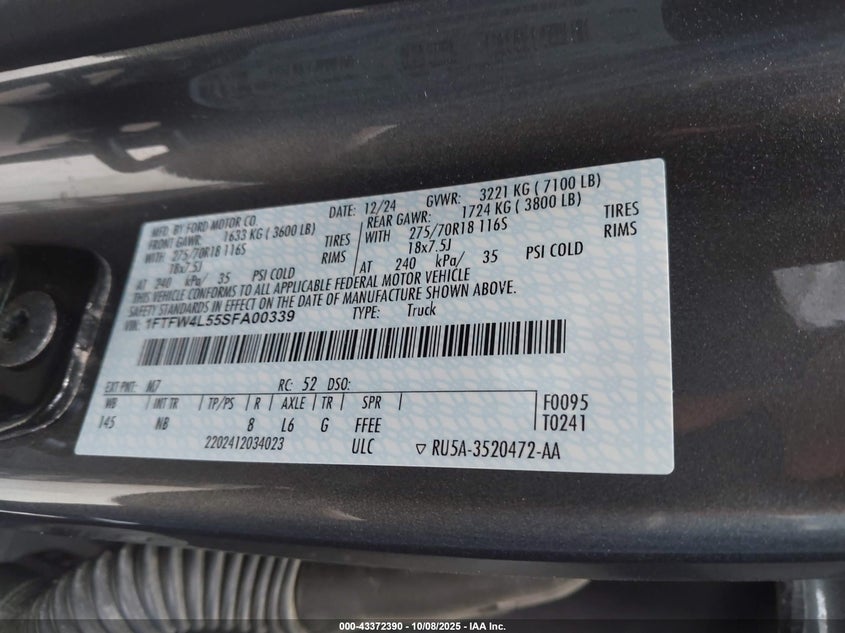 MFD. BY FORD MOTOR CO.
DATE: 12/24 GVWR: 3221 KG ( 7100 LB)
FRONT GAWR: 1633 KG ( 3600 LB)
REAR GAWR: 1724 KG ( 3800 LB)
WITH 275/70R18 116S TIRES
WITH 275/70R18 116S TIRES
18x7.5J RIMS
18x7.5J RIMS
AT 240 kPa/ 35 PSI COLD
AT 240 kPa/ 35 PSI COLD
THIS VEHICLE CONFORMS TO ALL APPLICABLE FEDERAL MOTOR VEHICLE
SAFETY STANDARDS IN EFFECT ON THE DATE OF MANUFACTURE SHOWN ABOVE.
VIN: 1FTFW4L55SFA00339 TYPE: Truck
EXT PNT: M7 RC: 52 DSO:
WB INT TR TP/PS R AXLE TR SPR F0095
145 NB 8 L6 G FFEE T0241
2202412034023 ULC ▽ RU5A-3520472-AA
000-43372390 - 10/08/2025 - IAA Inc.